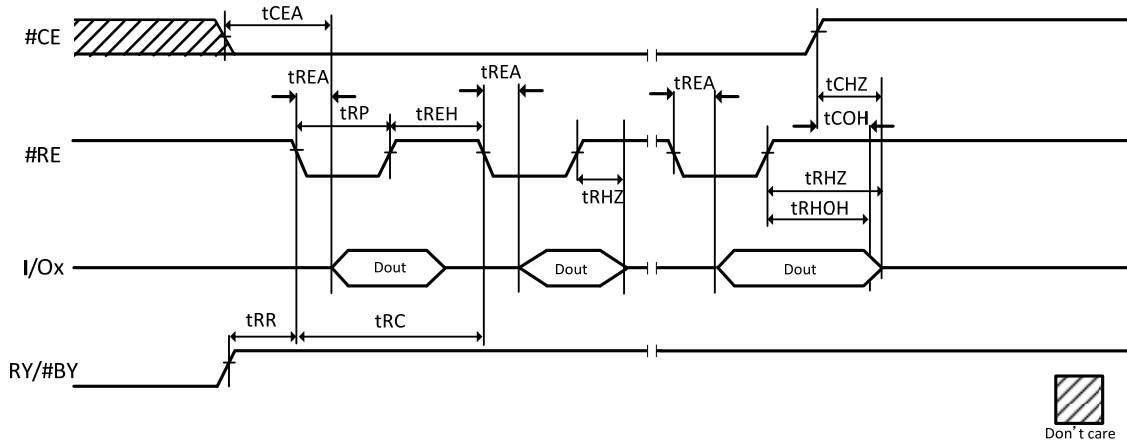 tCEA
#CE
tREA
tREA
tREA
tCHZ
tRP
tREH
tCOH
#RE
tRHZ
tRHZ
tRHOH
I/Ox
Dout
Dout
Dout
tRR
tRC
RY/#BY
Don't care